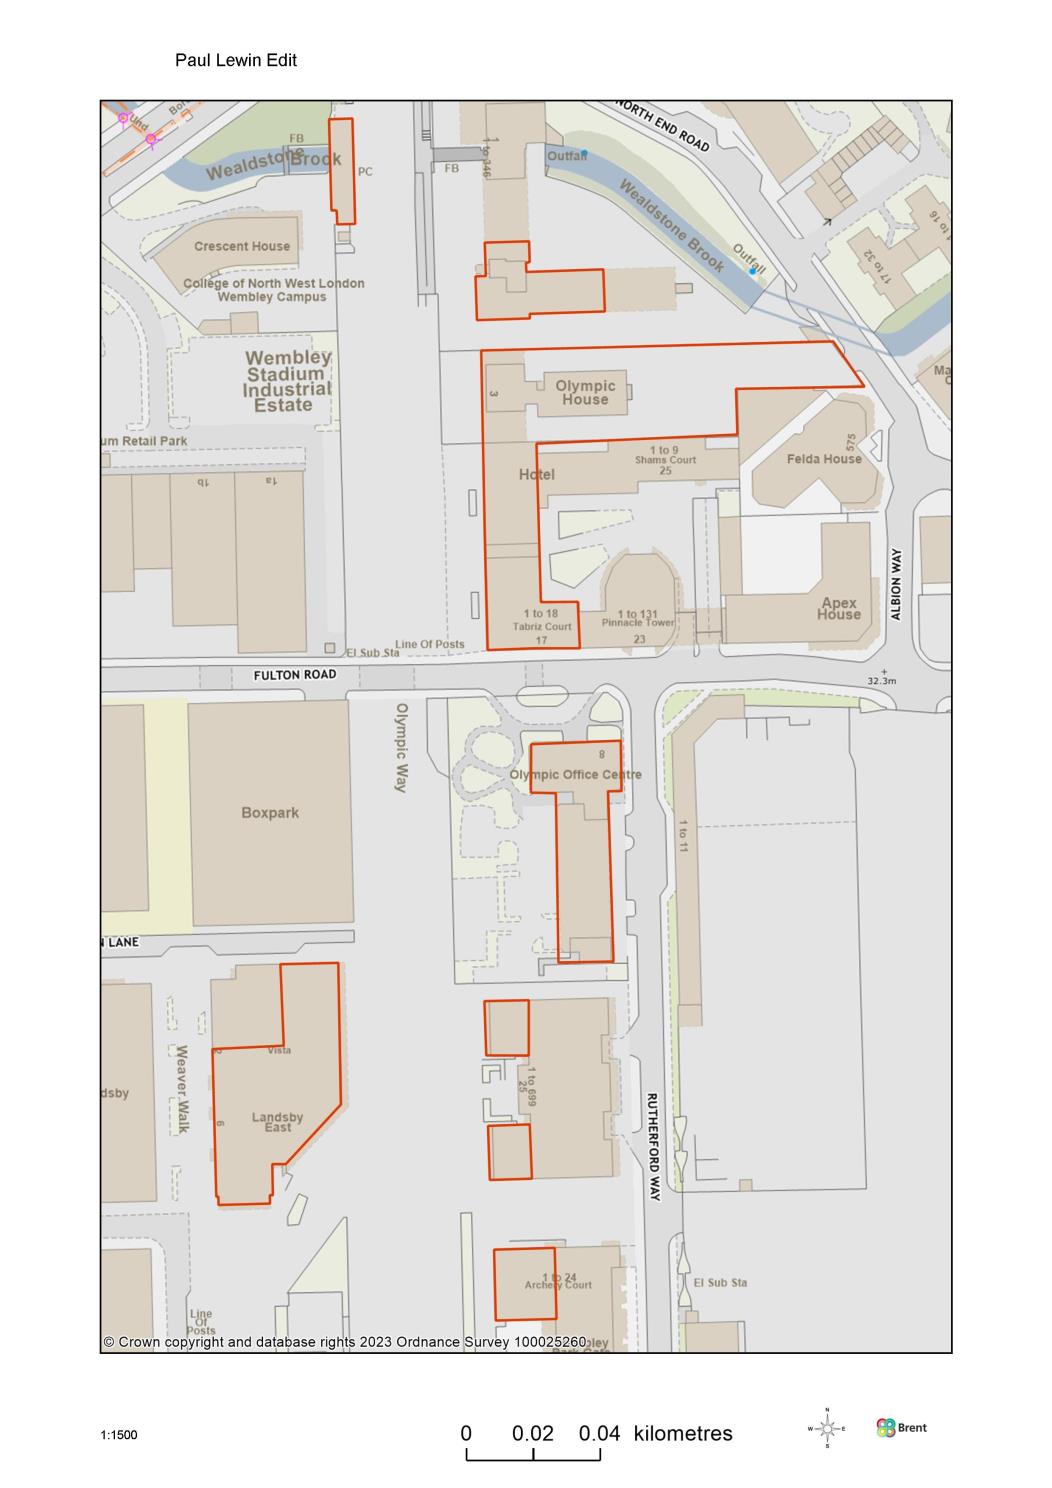 Paul Lewin Edit
Und
FB
Wealdstone
Brook
PC
FB
1 to 346
Outfall
NORTH END ROAD
Wealdstone Brook
Outfall
17 to 32
1 to 16
Crescent House
College of North West London
Wembley Campus
Wembley
Stadium
Industrial
Estate
um Retail Park
1b
1a
3
Olympic
House
Hotel
1 to 9
Shams Court
25
Felda House
575
ALBION WAY
Apex
House
1 to 18
Tabriz Court
17
1 to 131
Pinnacle Tower
23
Line Of Posts
El Sub Sta
FULTON ROAD
32.3m
Olympic Way
8
Olympic Office Centre
Boxpark
1 to 11
N LANE
2
Vista
Weaver Walk
dsby
6
Landsby
East
1 to 699
25
RUTHERFORD WAY
1 to 24
Archery Court
El Sub Sta
Line
Of
Posts
© Crown copyright and database rights 2023 Ordnance Survey 100025260
1:1500
0 0.02 0.04 kilometres
N
W E
S
Brent